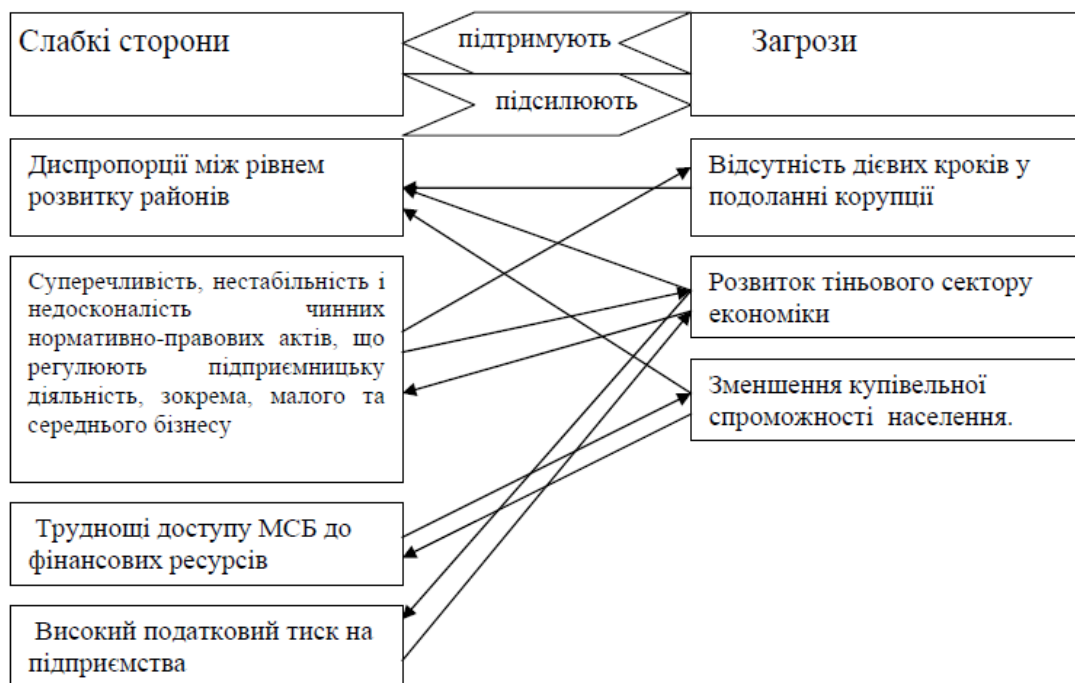 Слабкі сторони
підтримують
Загрози
підсилюють
Диспропорції між рівнем
розвитку районів
Відсутність дієвих кроків у
подоланні корупції
Суперечливість, нестабільність і
недосконалість чинних
нормативно-правових актів, що
регулюють підприємницьку
діяльність, зокрема, малого та
середнього бізнесу
Розвиток тіньового сектору
економіки
Зменшення купівельної
спроможності населення.
Труднощі доступу МСБ до
фінансових ресурсів
Високий податковий тиск на
підприємства